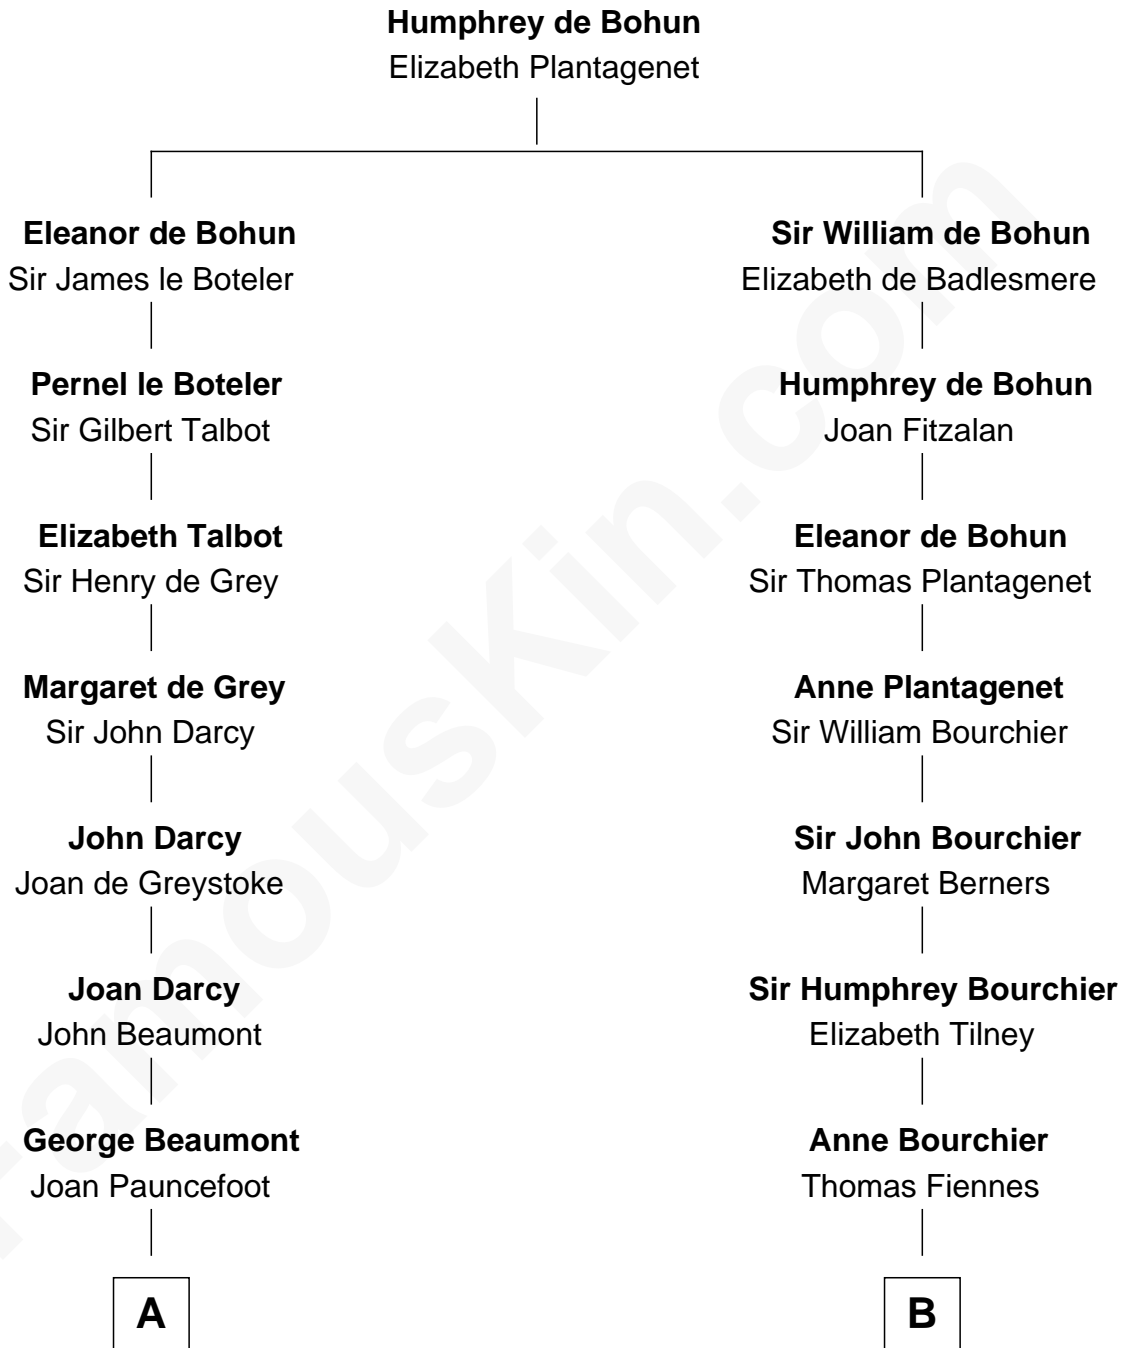 Humphrey de Bohun
Elizabeth Plantagenet
Eleanor de Bohun
Sir James le Boteler
Sir William de Bohun
Elizabeth de Badlesmere
Pernel le Boteler
Sir Gilbert Talbot
Humphrey de Bohun
Joan Fitzalan
Elizabeth Talbot
Sir Henry de Grey
Eleanor de Bohun
Sir Thomas Plantagenet
Margaret de Grey
Sir John Darcy
Anne Plantagenet
Sir William Bourchier
John Darcy
Joan de Greystoke
Sir John Bourchier
Margaret Berners
Joan Darcy
John Beaumont
Sir Humphrey Bourchier
Elizabeth Tilney
George Beaumont
Joan Pauncefoot
Anne Bourchier
Thomas Fiennes
A
B
FamousKin.com